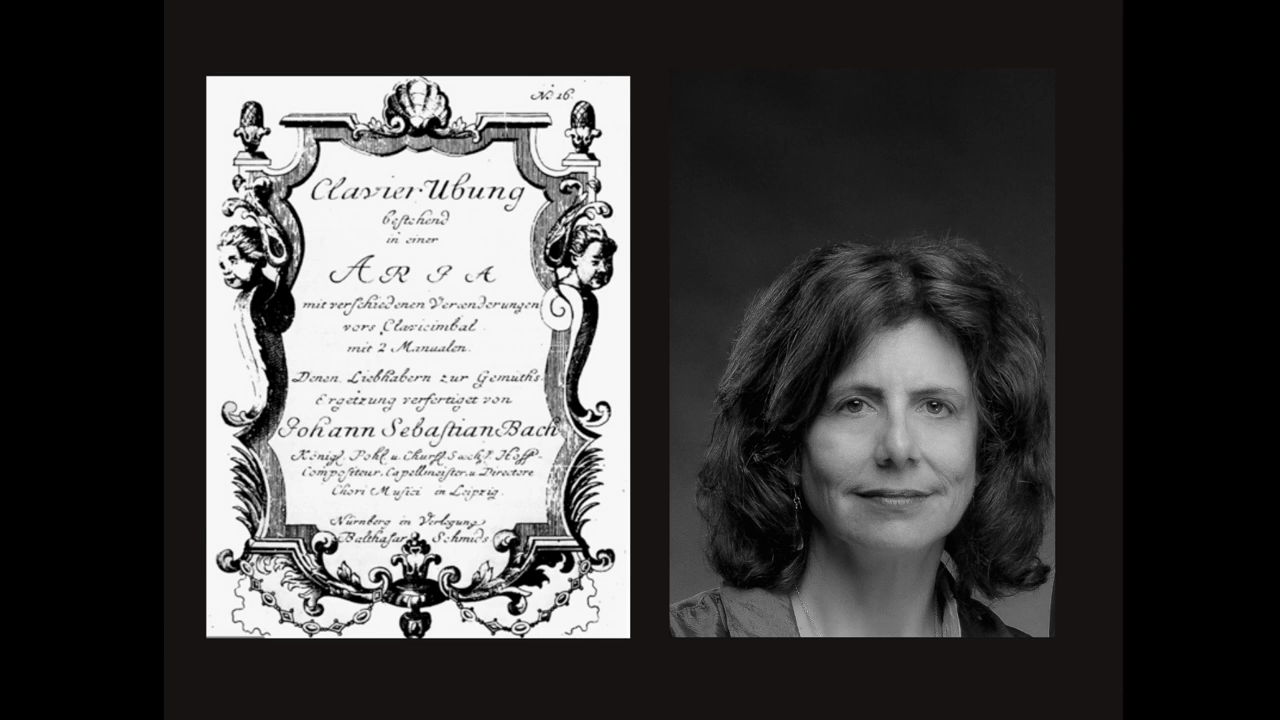 No. 16.
Clavier Ubung
bestehend
in einer
ARIA
mit verschiedenen Verænderungen
vors Clavicimbal
mit 2 Manualen.
Denen Liebhabern zur Gemüths-
Ergetzung verfertiget von
Johann Sebastian Bach
Königl. Pohl. u. Churfl. Sæchs. Hoff-
Compositeur, Capellmeister, u. Directore
Chori Musici in Leipzig.
Nürnberg in Verlegung
Balthasar Schmids